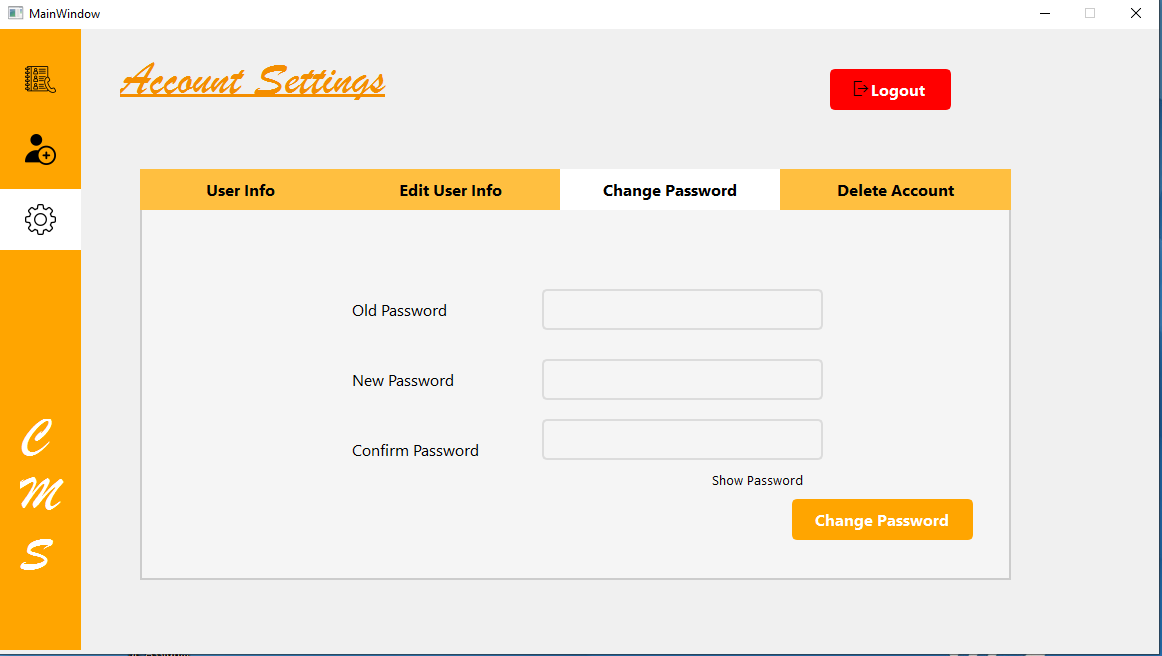 MainWindow
Account Settings
Logout
User Info
Edit User Info
Change Password
Delete Account
Old Password
New Password
Confirm Password
Show Password
Change Password
C
M
S